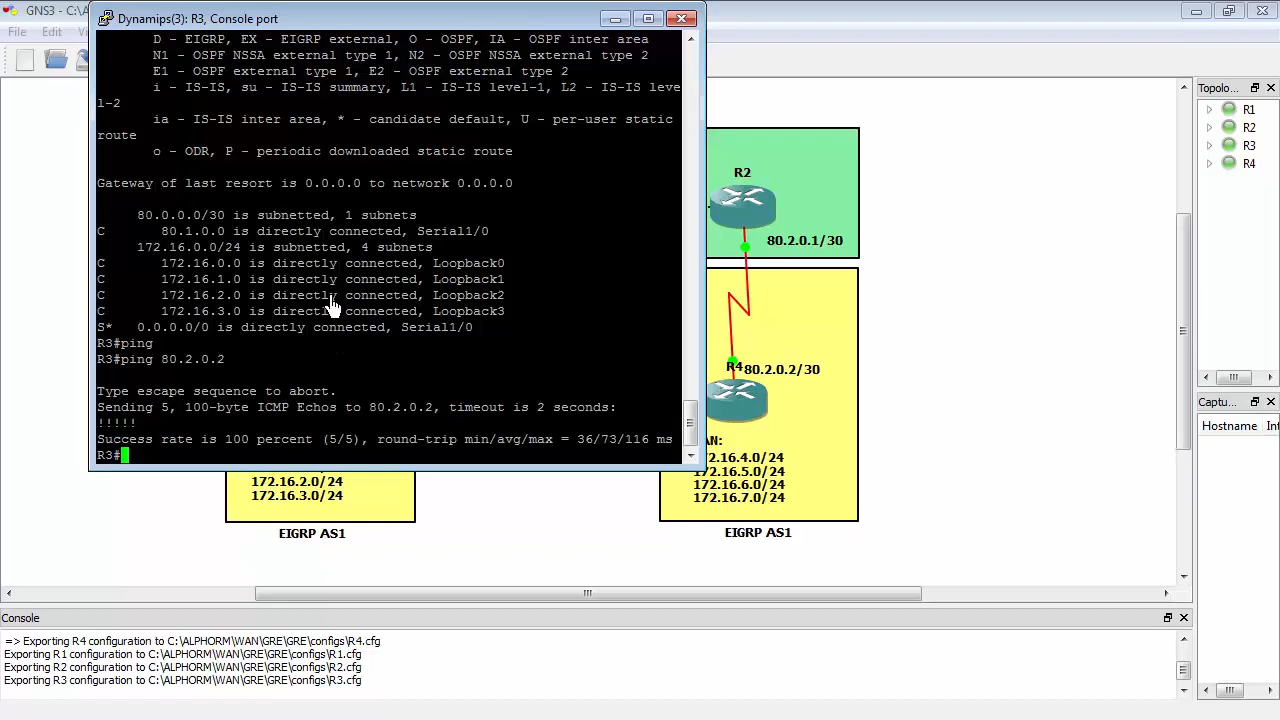 GNS3 - C:\A
File Edit
Dynamips(3): R3, Console port
D - EIGRP, EX - EIGRP external, O - OSPF, IA - OSPF inter area
N1 - OSPF NSSA external type 1, N2 - OSPF NSSA external type 2
E1 - OSPF external type 1, E2 - OSPF external type 2
i - IS-IS, su - IS-IS summary, L1 - IS-IS level-1, L2 - IS-IS leve
l-2
ia - IS-IS inter area, * - candidate default, U - per-user static
route
o - ODR, P - periodic downloaded static route
Gateway of last resort is 0.0.0.0 to network 0.0.0.0
80.0.0.0/30 is subnetted, 1 subnets
C 80.1.0.0 is directly connected, Serial1/0
172.16.0.0/24 is subnetted, 4 subnets
C 172.16.0.0 is directly connected, Loopback0
C 172.16.1.0 is directly connected, Loopback1
C 172.16.2.0 is directly connected, Loopback2
C 172.16.3.0 is directly connected, Loopback3
S* 0.0.0.0/0 is directly connected, Serial1/0
R3#ping
R3#ping 80.2.0.2
Type escape sequence to abort.
Sending 5, 100-byte ICMP Echos to 80.2.0.2, timeout is 2 seconds:
!!!!!
Success rate is 100 percent (5/5), round-trip min/avg/max = 36/73/116 ms
R3#
R2
80.2.0.1/30
R4 80.2.0.2/30
AN:
172.16.4.0/24
172.16.5.0/24
172.16.6.0/24
172.16.7.0/24
EIGRP AS1
172.16.2.0/24
172.16.3.0/24
EIGRP AS1
Topolo...
R1
R2
R3
R4
Captu...
Hostname Int
Console
=> Exporting R4 configuration to C:\ALPHORM\WAN\GRE\GRE\configs\R4.cfg
Exporting R1 configuration to C:\ALPHORM\WAN\GRE\GRE\configs\R1.cfg
Exporting R2 configuration to C:\ALPHORM\WAN\GRE\GRE\configs\R2.cfg
Exporting R3 configuration to C:\ALPHORM\WAN\GRE\GRE\configs\R3.cfg